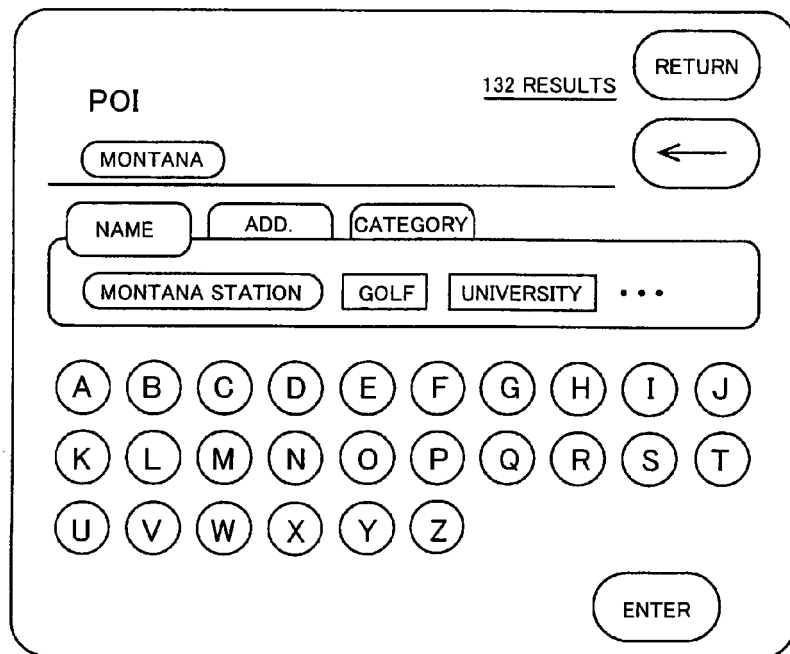 RETURN
132 RESULTS
POI
MONTANA
←
NAME ADD. CATEGORY
MONTANA STATION GOLF UNIVERSITY •••
A B C D E F G H I J
K L M N O P Q R S T
U V W X Y Z
ENTER